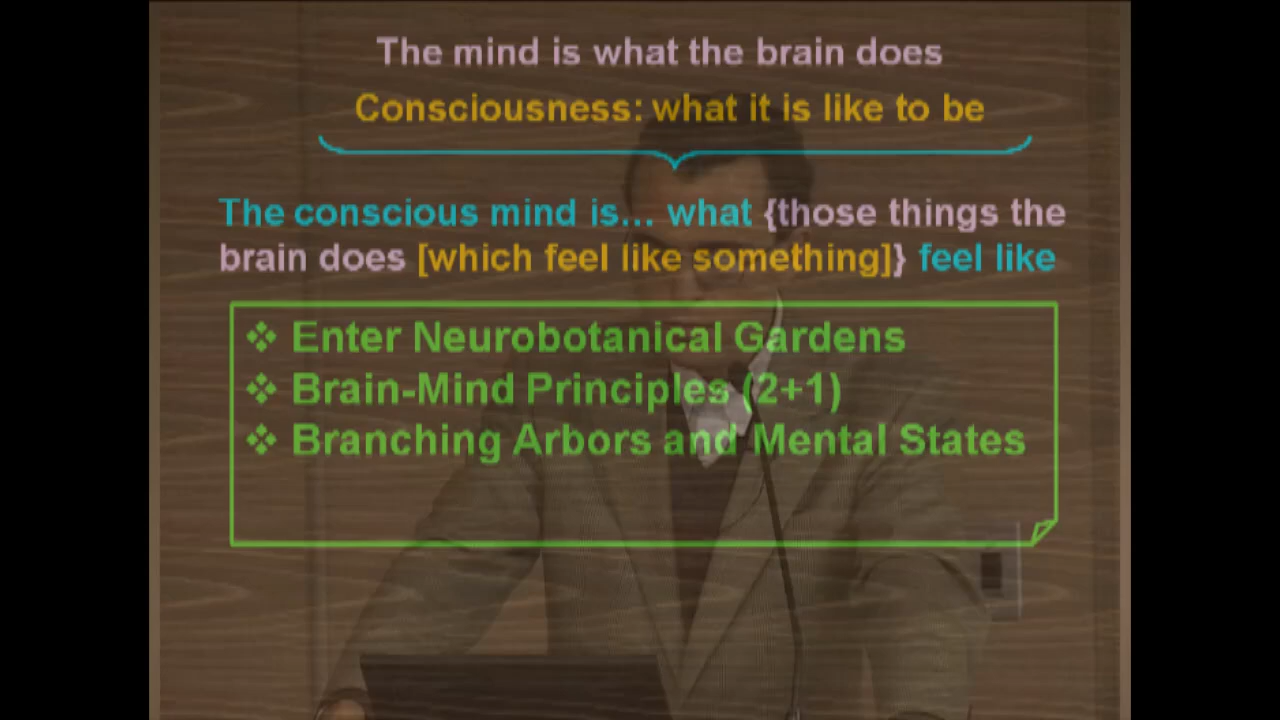 The mind is what the brain does
Consciousness: what it is like to be
The conscious mind is... what {those things the
brain does [which feel like something]} feel like
❖ Enter Neurobotanical Gardens
❖ Brain-Mind Principles (2+1)
❖ Branching Arbors and Mental States